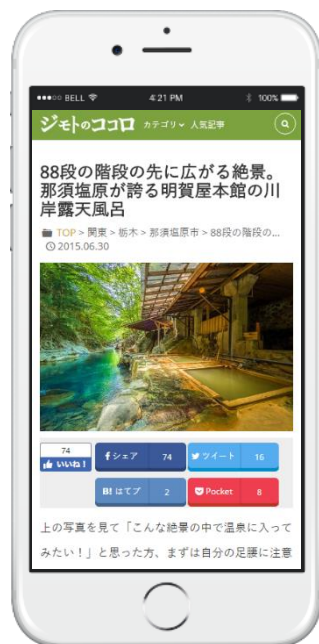 BELL 4:21 PM 100%
ジモトのココロ カテゴリ 人気記事
88段の階段の先に広がる絶景。
那須塩原が誇る明賀屋本館の川
岸露天風呂
TOP > 関東 > 栃木 > 那須塩原市 > 88段の階段の...
2015.06.30
74 シェア 74 ツイート 16
いいね!
B! はてブ 2 Pocket 8
上の写真を見て「こんな絶景の中で温泉に入って
みたい！」と思った方、まずは自分の足腰に注意